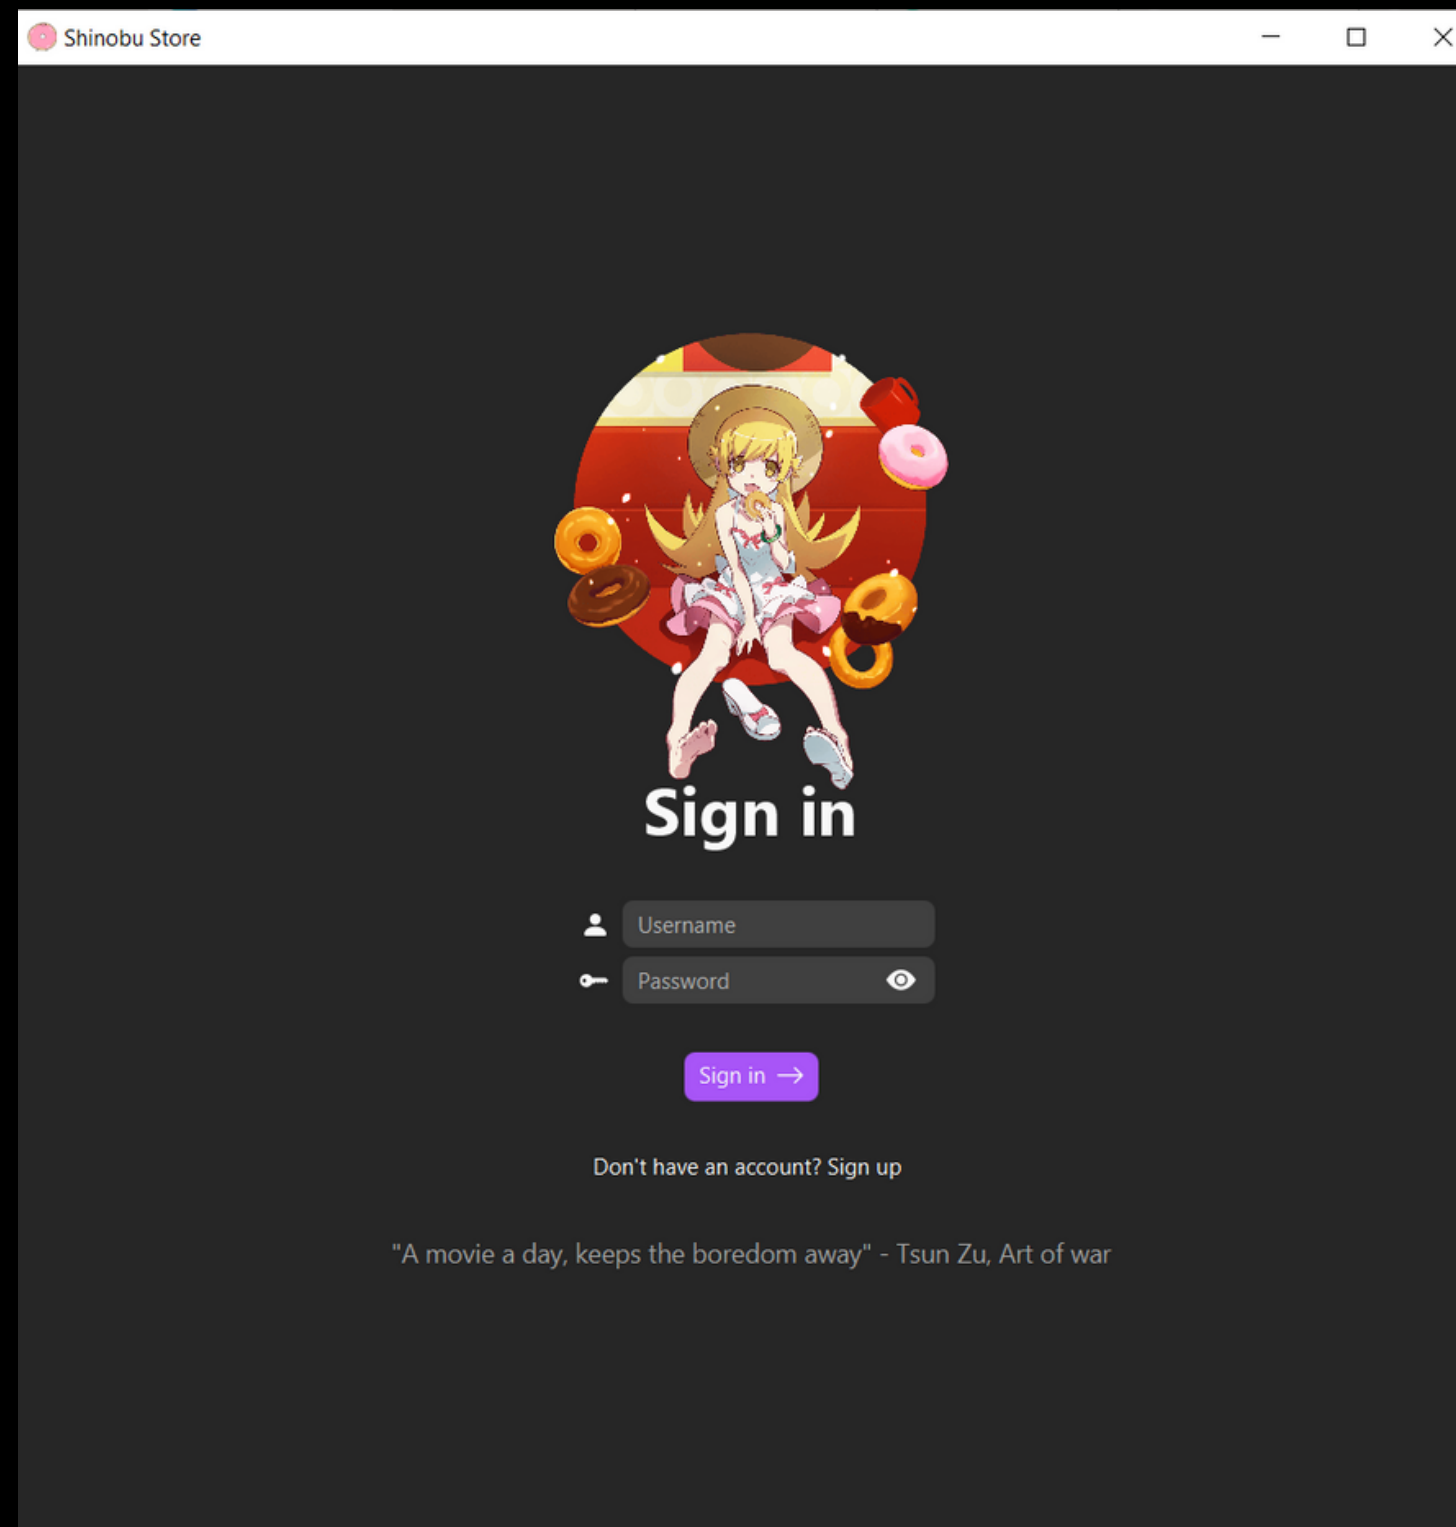 Shinobu Store
Sign in
Username
Password
Sign in
Don't have an account? Sign up
"A movie a day, keeps the boredom away" - Tsun Zu, Art of war